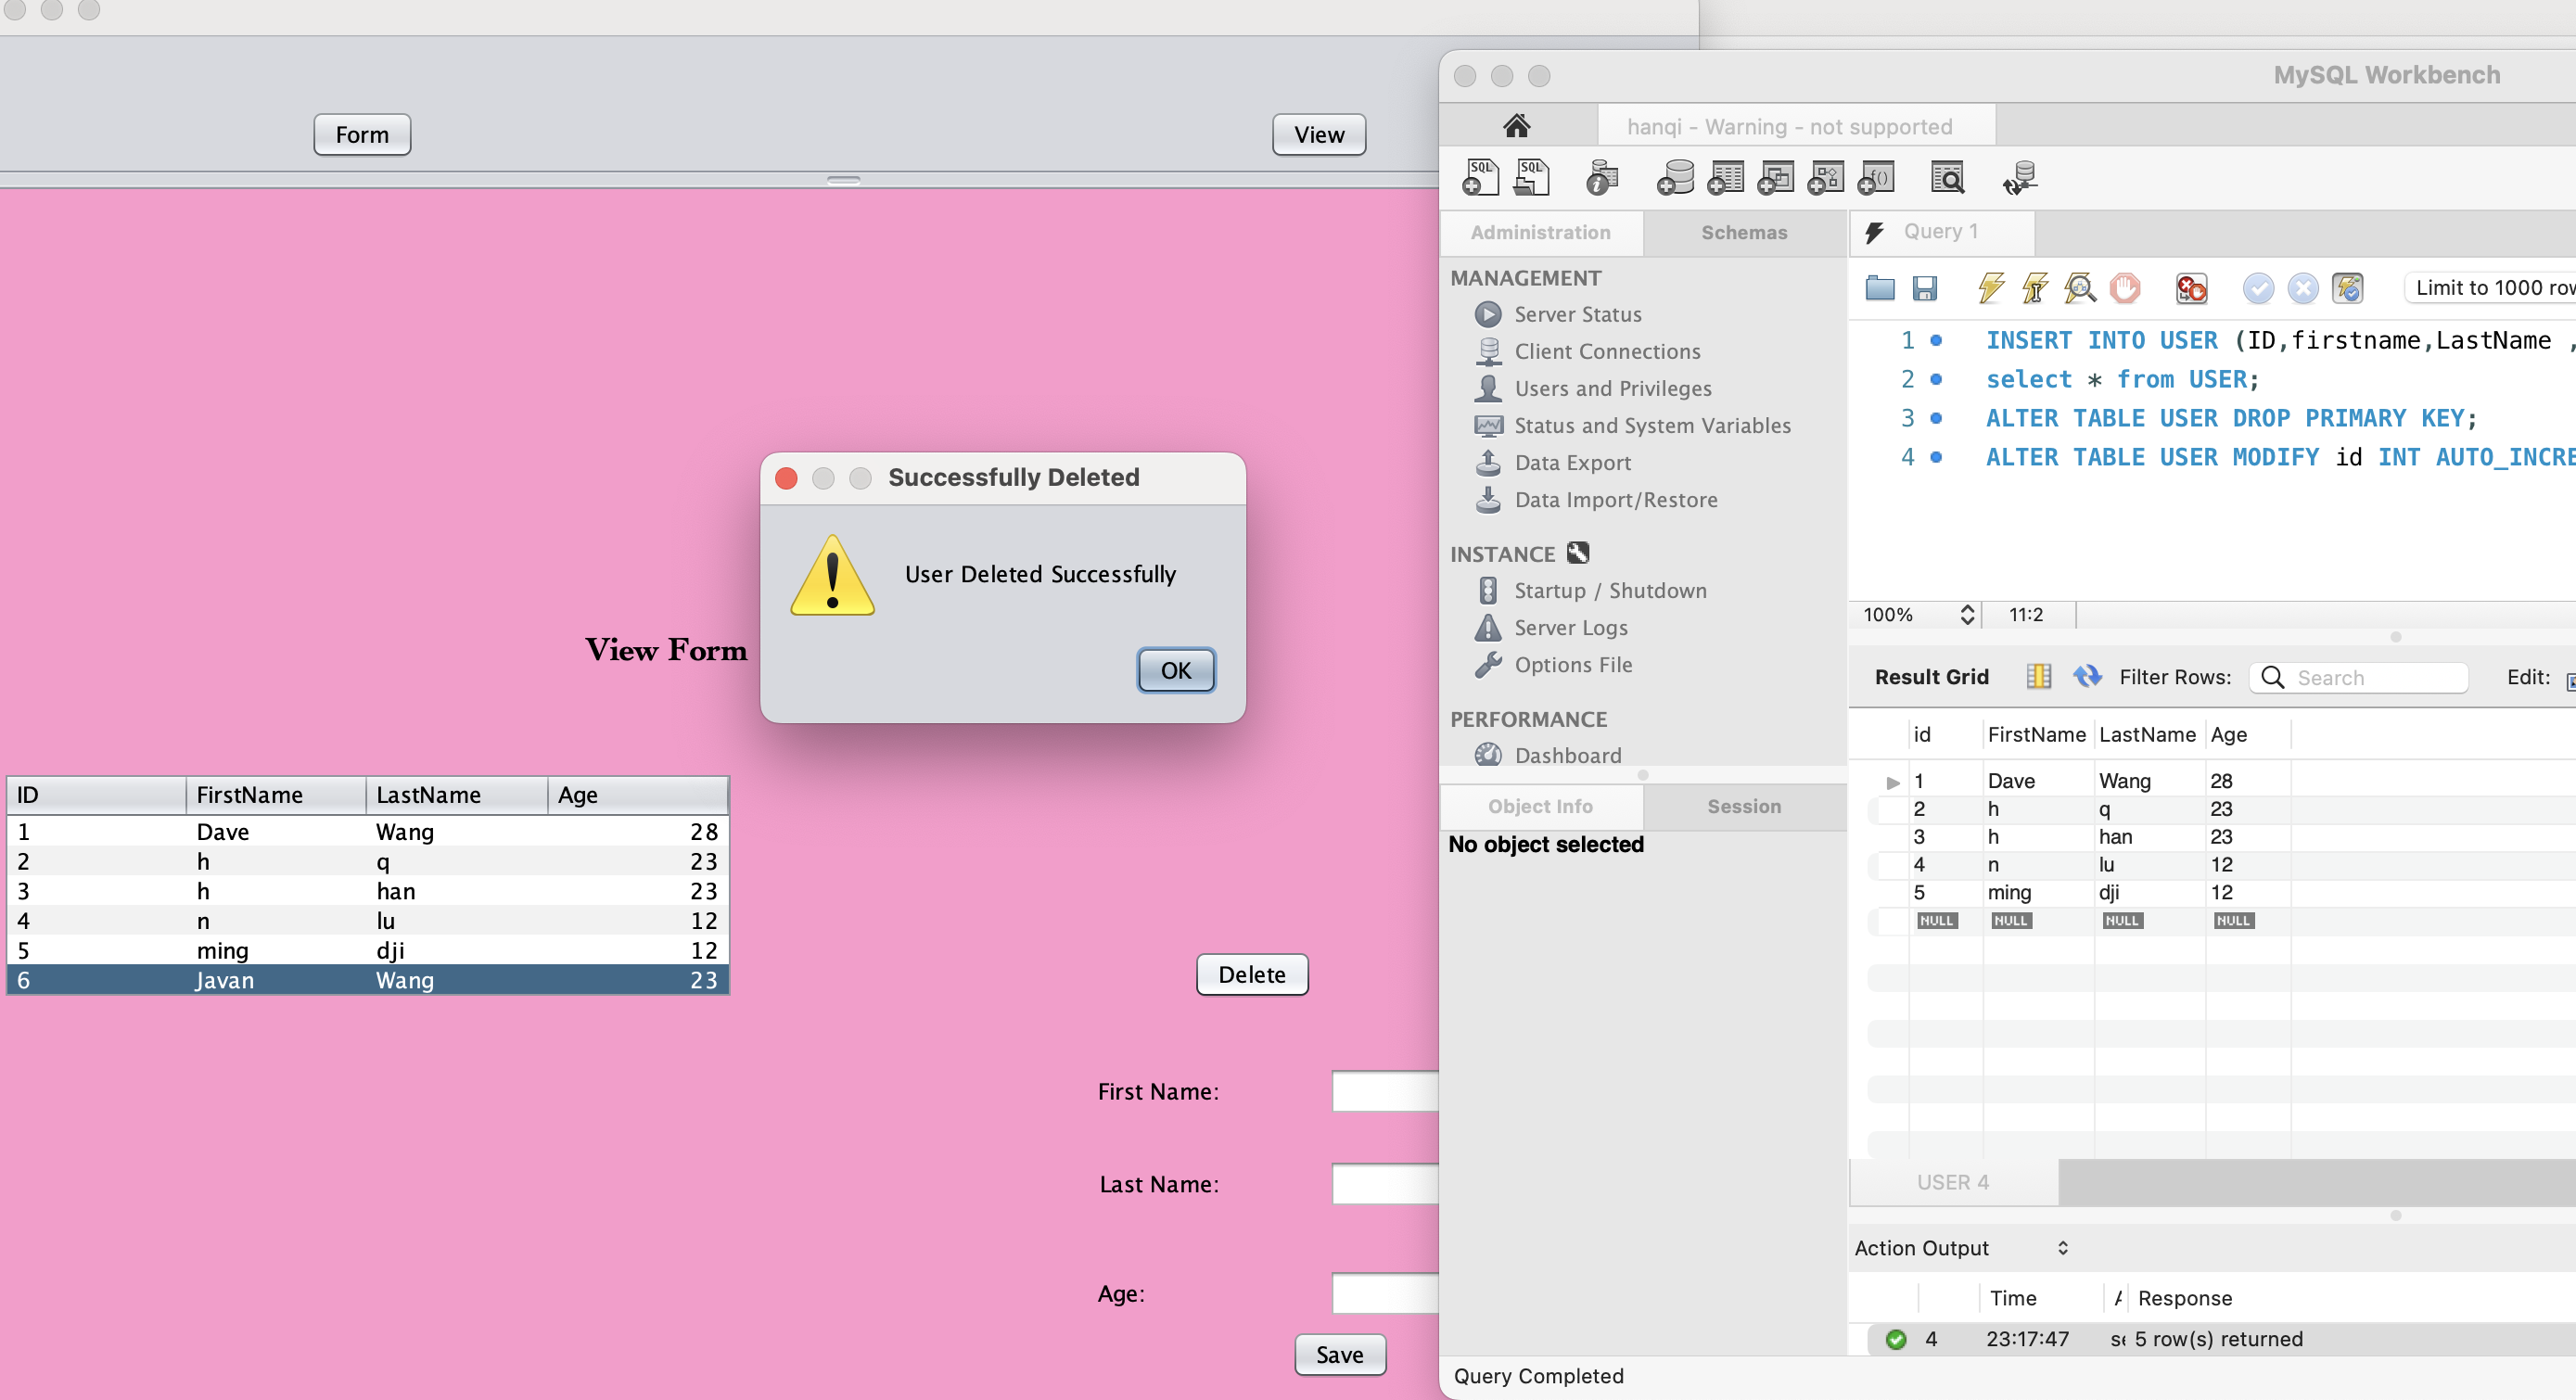 Form
View
Successfully Deleted
User Deleted Successfully
OK
View Form
ID FirstName LastName Age
1 Dave Wang 28
2 h q 23
3 h han 23
4 n lu 12
5 ming dji 12
6 Javan Wang 23
Delete
First Name:
Last Name:
Age:
Save
MySQL Workbench
hanqi - Warning - not supported
SQL SQL
Administration Schemas
MANAGEMENT
Server Status
Client Connections
Users and Privileges
Status and System Variables
Data Export
Data Import/Restore
INSTANCE
Startup / Shutdown
Server Logs
Options File
PERFORMANCE
Dashboard
Object Info Session
No object selected
Query 1
Limit to 1000 row
1 INSERT INTO USER (ID,firstname,LastName ,
2 select * from USER;
3 ALTER TABLE USER DROP PRIMARY KEY;
4 ALTER TABLE USER MODIFY id INT AUTO_INCRE
100% 11:2
Result Grid Filter Rows: Search Edit:
id FirstName LastName Age
1 Dave Wang 28
2 h q 23
3 h han 23
4 n lu 12
5 ming dji 12
NULL NULL NULL NULL
USER 4
Action Output
Time Response
4 23:17:47 5 row(s) returned
Query Completed